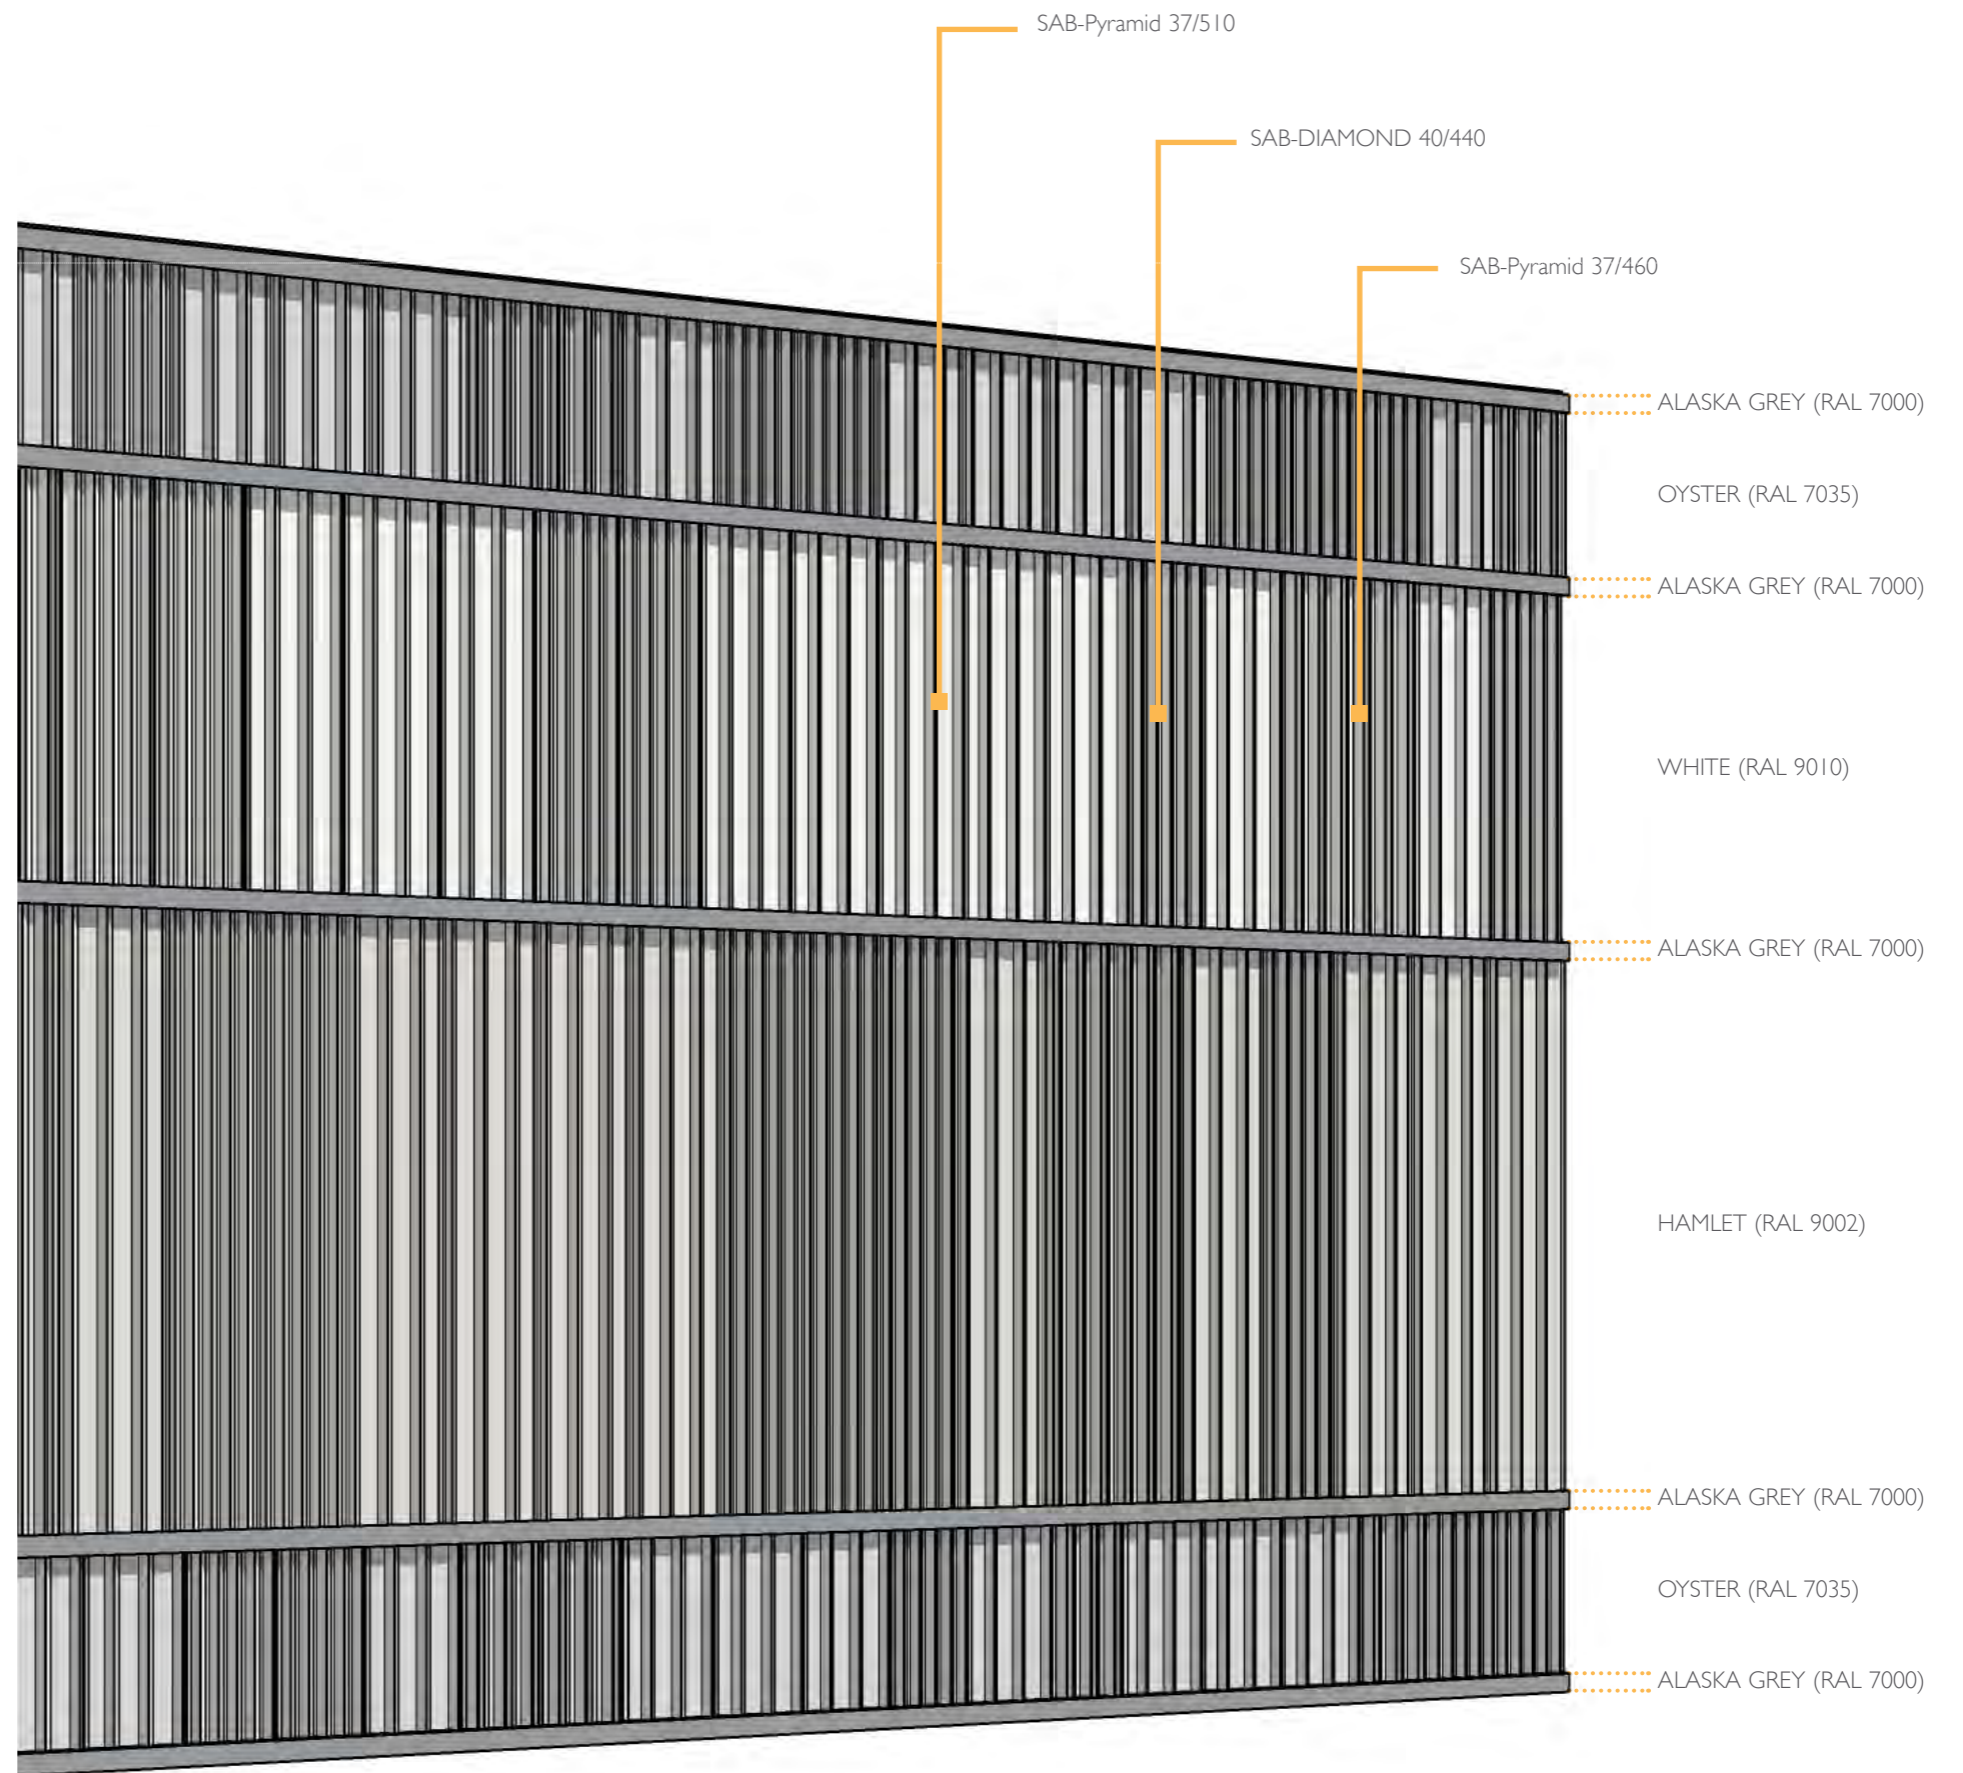 SAB-Pyramid 37/510
SAB-DIAMOND 40/440
SAB-Pyramid 37/460
ALASKA GREY (RAL 7000)
OYSTER (RAL 7035)
ALASKA GREY (RAL 7000)
WHITE (RAL 9010)
ALASKA GREY (RAL 7000)
HAMLET (RAL 9002)
ALASKA GREY (RAL 7000)
OYSTER (RAL 7035)
ALASKA GREY (RAL 7000)